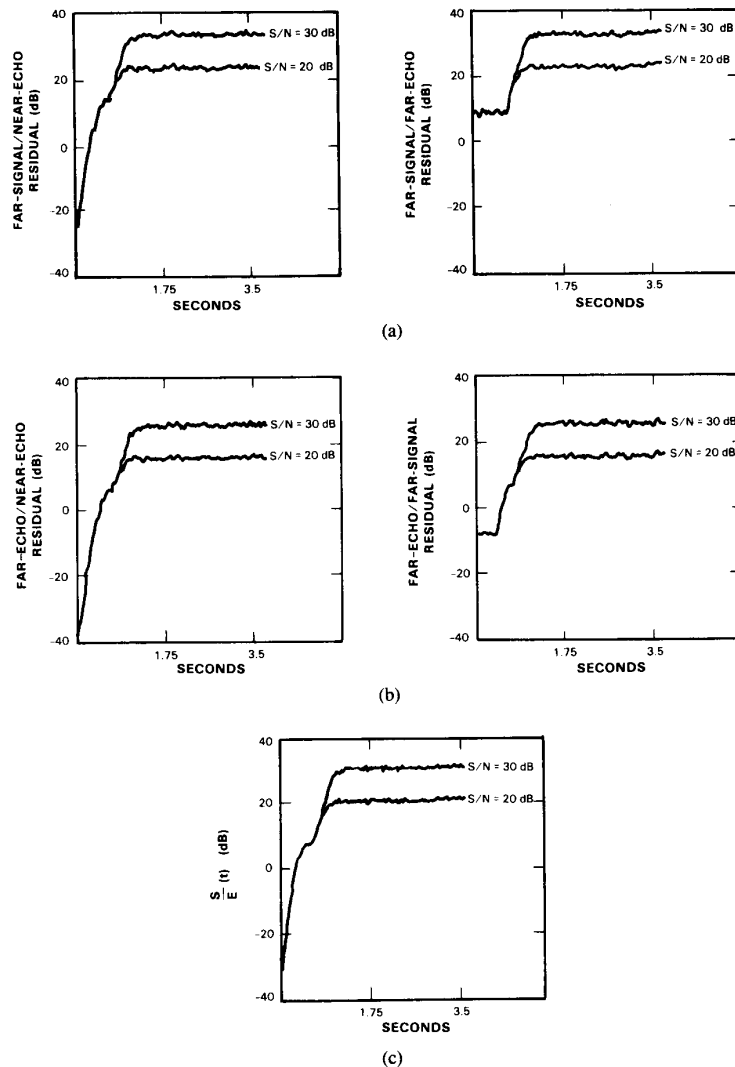 40
20
0
-20
-40
FAR-SIGNAL/NEAR-ECHO
RESIDUAL (dB)
S/N = 30 dB
S/N = 20 dB
1.75
3.5
SECONDS
40
20
0
-20
-40
FAR-SIGNAL/FAR-ECHO
RESIDUAL (dB)
S/N = 30 dB
S/N = 20 dB
1.75
3.5
SECONDS
(a)
40
20
0
-20
-40
FAR-ECHO/NEAR-ECHO
RESIDUAL (dB)
S/N = 30 dB
S/N = 20 dB
1.75
3.5
SECONDS
40
20
0
-20
-40
FAR-ECHO/FAR-SIGNAL
RESIDUAL (dB)
S/N = 30 dB
S/N = 20 dB
1.75
3.5
SECONDS
(b)
40
20
0
-20
-40
S/E (t) (dB)
S/N = 30 dB
S/N = 20 dB
1.75
3.5
SECONDS
(c)